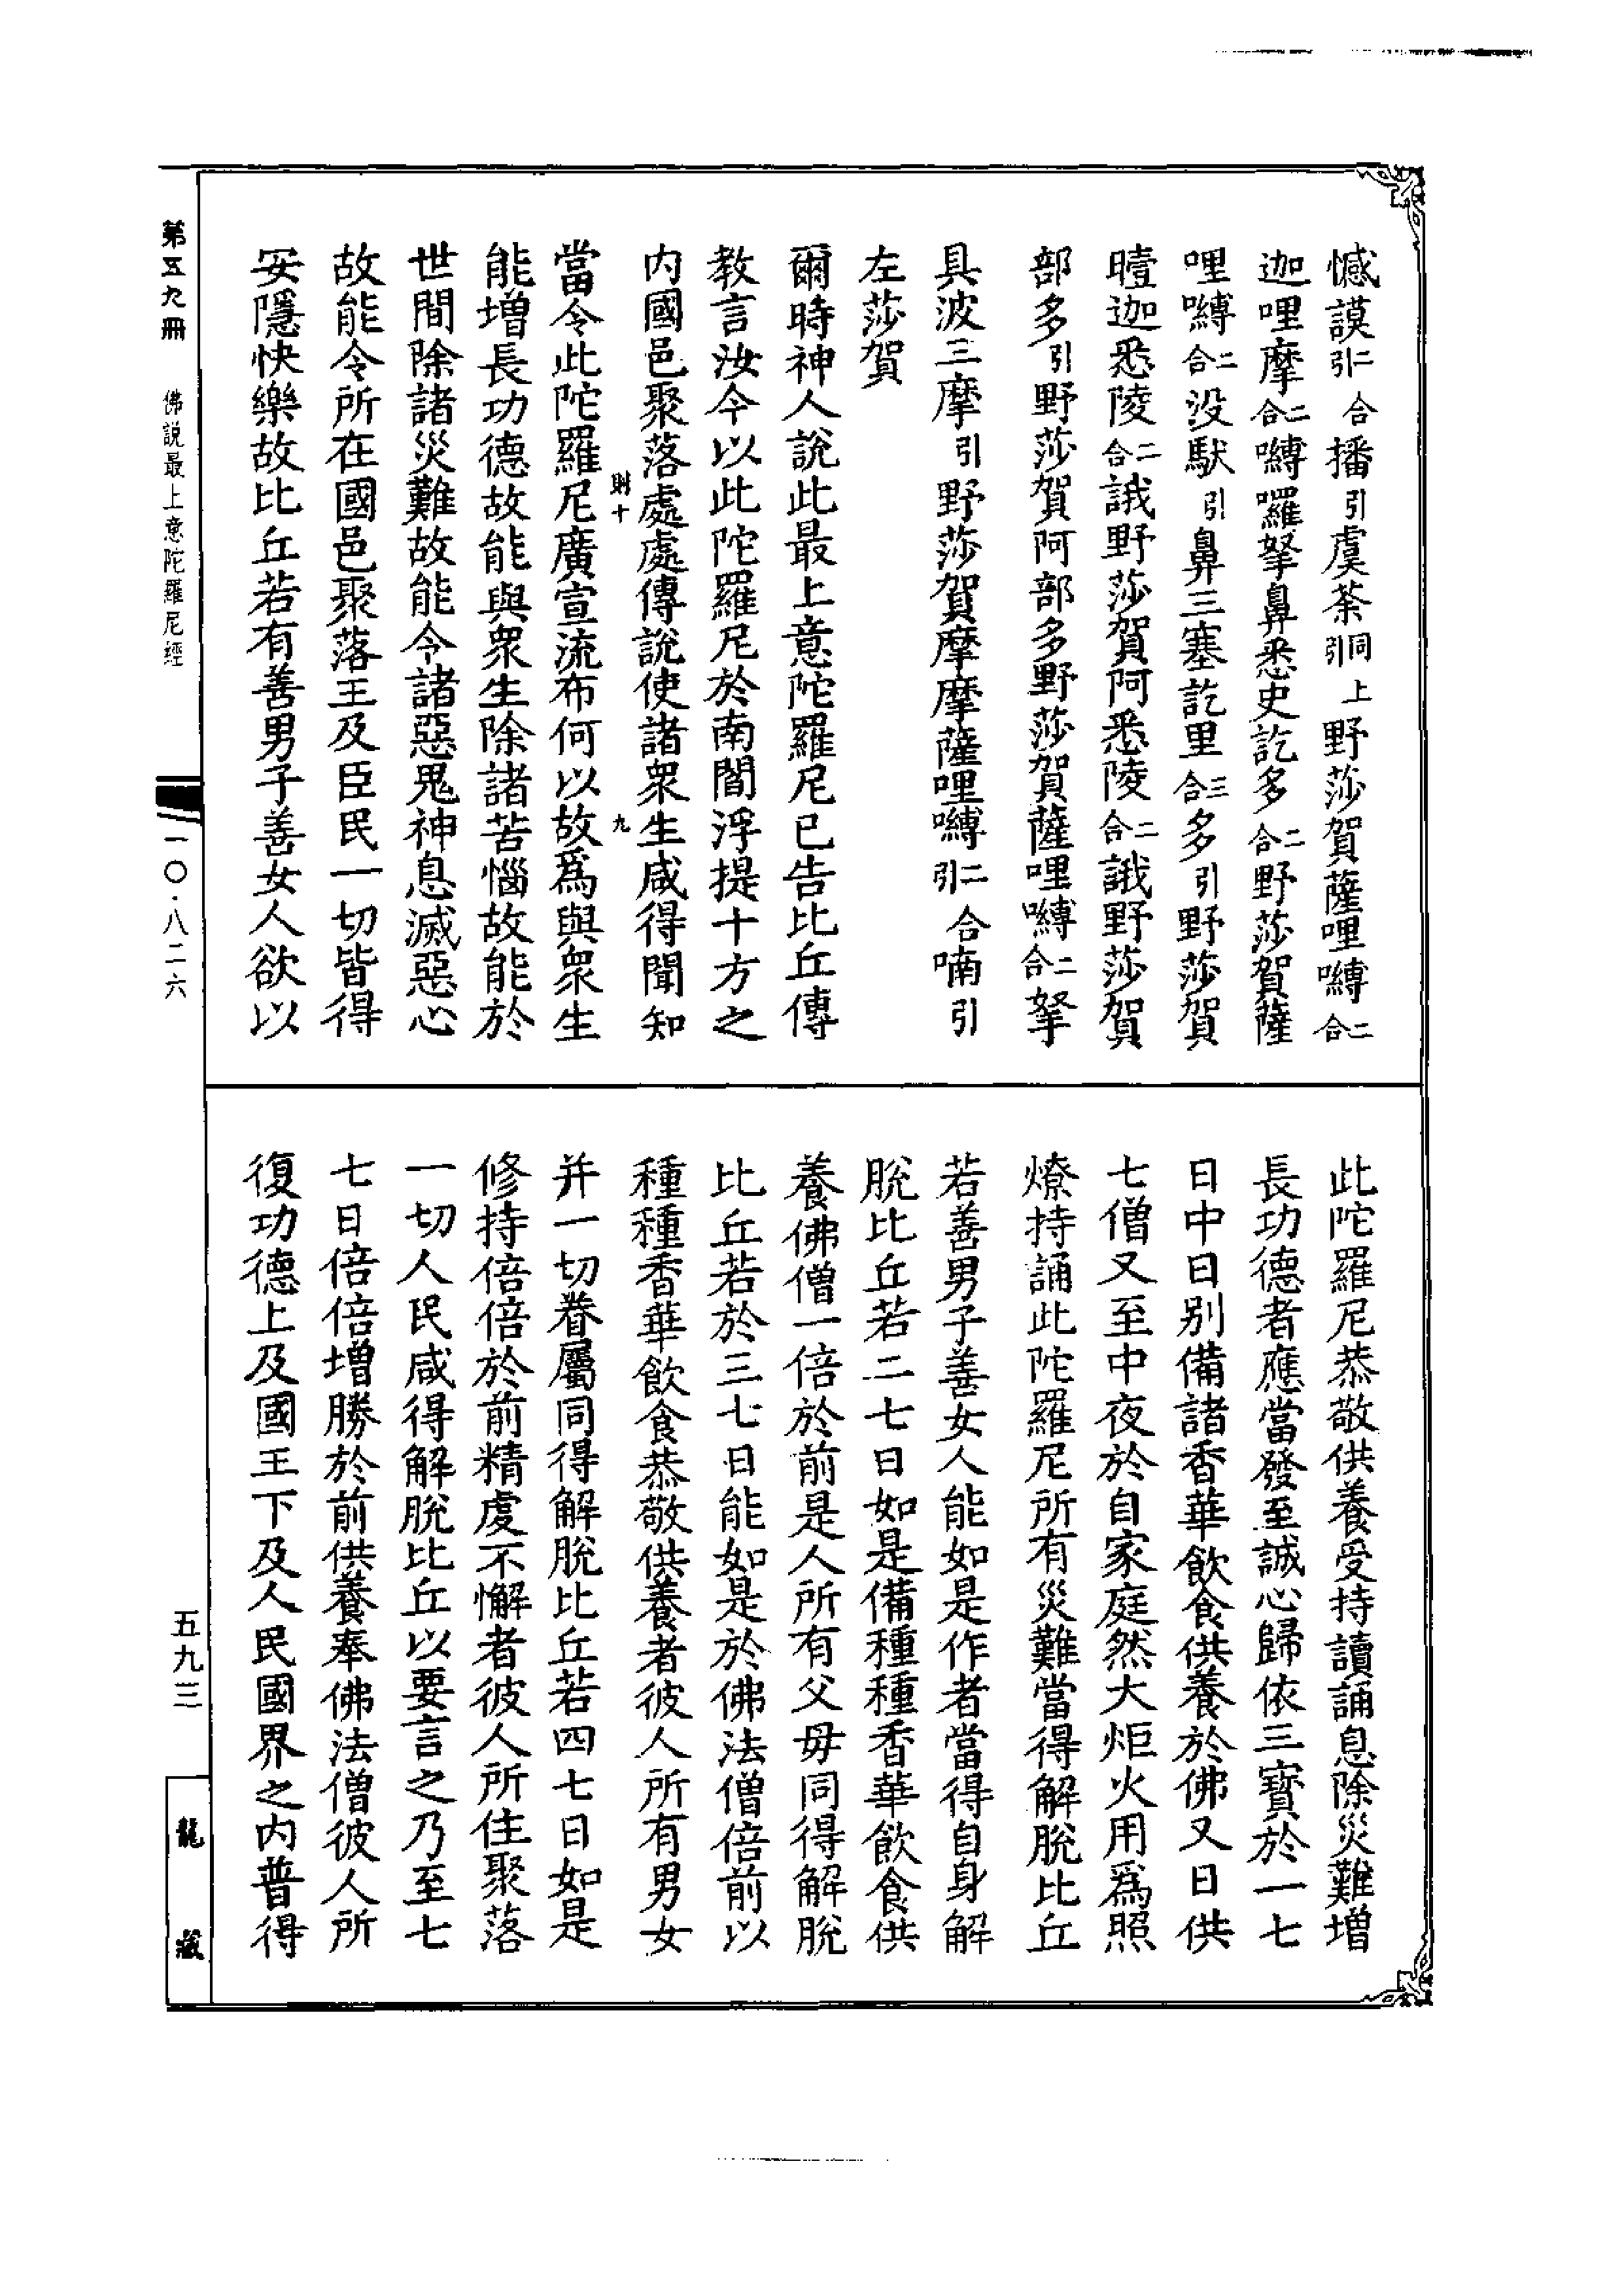 憾謨二合引播引虞荼引上同野莎賀薩哩嚩二合
迦哩摩二合嚩囉拏鼻悉史訖多二合野莎賀薩
哩嚩二合没馱引鼻三塞訖里三合多引野莎賀
曀迦悉陵二合誐野莎賀阿悉陵二合誐野莎賀
部多引野莎賀阿部多野莎賀薩哩嚩二合拏
具波三摩引野莎賀摩摩薩哩嚩二合引喃引
左莎賀
爾時神人說此最上意陀羅尼已告比丘傳
教言汝今以此陀羅尼於南閻浮提十方之
内國邑聚落處處傳說使諸衆生咸得聞知
則十 九
當令此陀羅尼廣宣流布何以故爲與衆生
能增長功德故能與衆生除諸苦惱故能於
世間除諸災難故能令諸惡鬼神息滅惡心
故能令所在國邑聚落王及臣民一切皆得
安隱快樂故比丘若有善男子善女人欲以
此陀羅尼恭敬供養受持讀誦息除災難增
長功德者應當發至誠心歸依三寶於一七
日中日别備諸香華飲食供養於佛又日供
七僧又至中夜於自家庭然大炬火用爲照
燎持誦此陀羅尼所有災難當得解脫比丘
若善男子善女人能如是作者當得自身解
脫比丘若二七日如是備種種香華飲食供
養佛僧一倍於前是人所有父母同得解脫
比丘若於三七日能如是於佛法僧倍前以
種種香華飲食恭敬供養者彼人所有男女
并一切眷屬同得解脫比丘若四七日如是
修持倍倍於前精虔不懈者彼人所住聚落
一切人民咸得解脫比丘以要言之乃至七
七日倍倍增勝於前供養奉佛法僧彼人所
復功德上及國王下及人民國界之内普得
第五九冊 佛說最上意陀羅尼經 一〇·八二六
五九三
龍藏